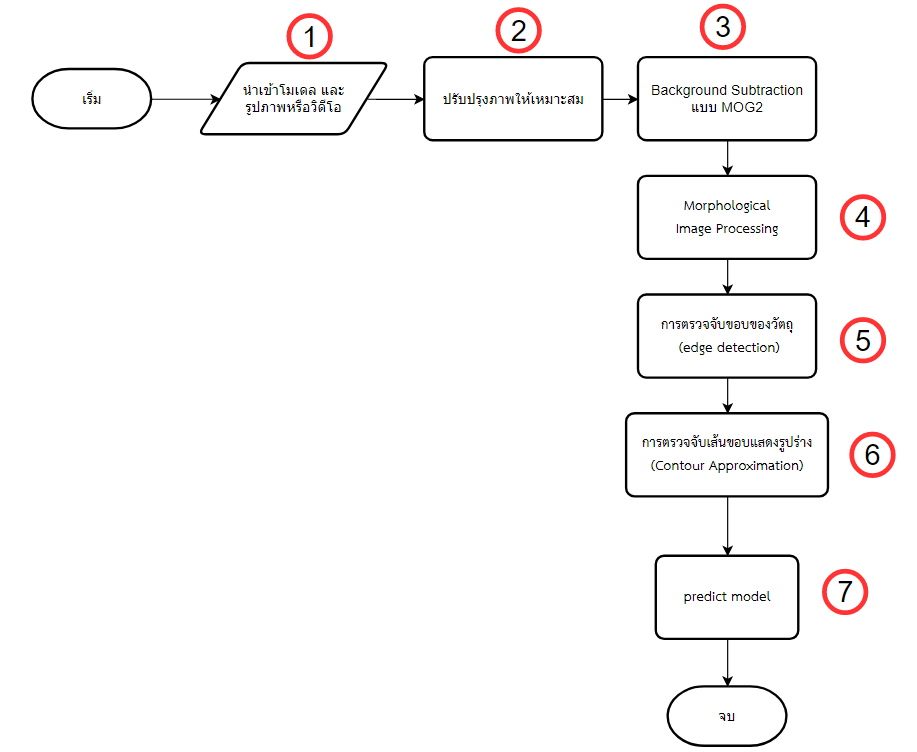 1
2
3
เริ่ม
นำเข้าโมเดล และ
รูปภาพหรือวิดีโอ
ปรับปรุงภาพให้เหมาะสม
Background Subtraction
แบบ MOG2
Morphological
Image Processing
4
การตรวจจับขอบของวัตถุ
(edge detection)
5
การตรวจจับเส้นขอบแสดงรูปร่าง
(Contour Approximation)
6
predict model
7
จบ